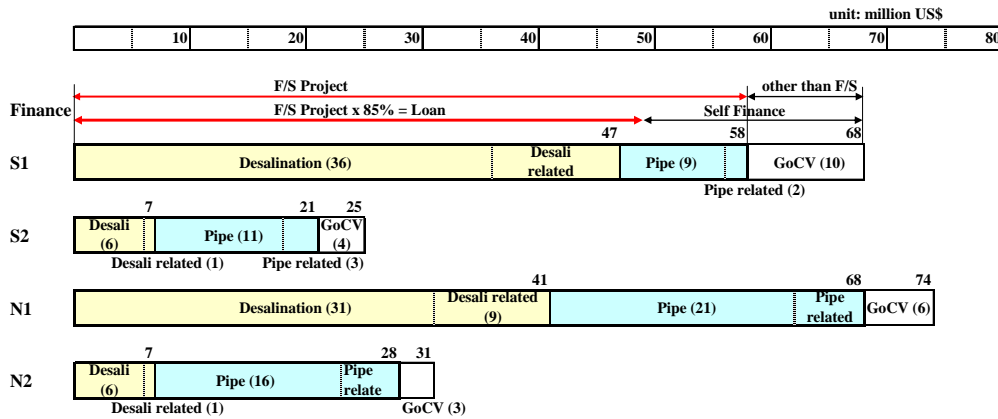 unit: million US$
10 20 30 40 50 60 70 80
F/S Project
other than F/S
Finance
F/S Project x 85% = Loan
Self Finance
47 58 68
S1
Desalination (36)
Desali
related
Pipe (9)
GoCV (10)
Pipe related (2)
7 21 25
S2
Desali
(6)
Pipe (11)
GoCV
(4)
Desali related (1)
Pipe related (3)
41 68 74
N1
Desalination (31)
Desali related
(9)
Pipe (21)
Pipe
related
GoCV (6)
7 28 31
N2
Desali
(6)
Pipe (16)
Pipe
relate
Desali related (1)
GoCV (3)